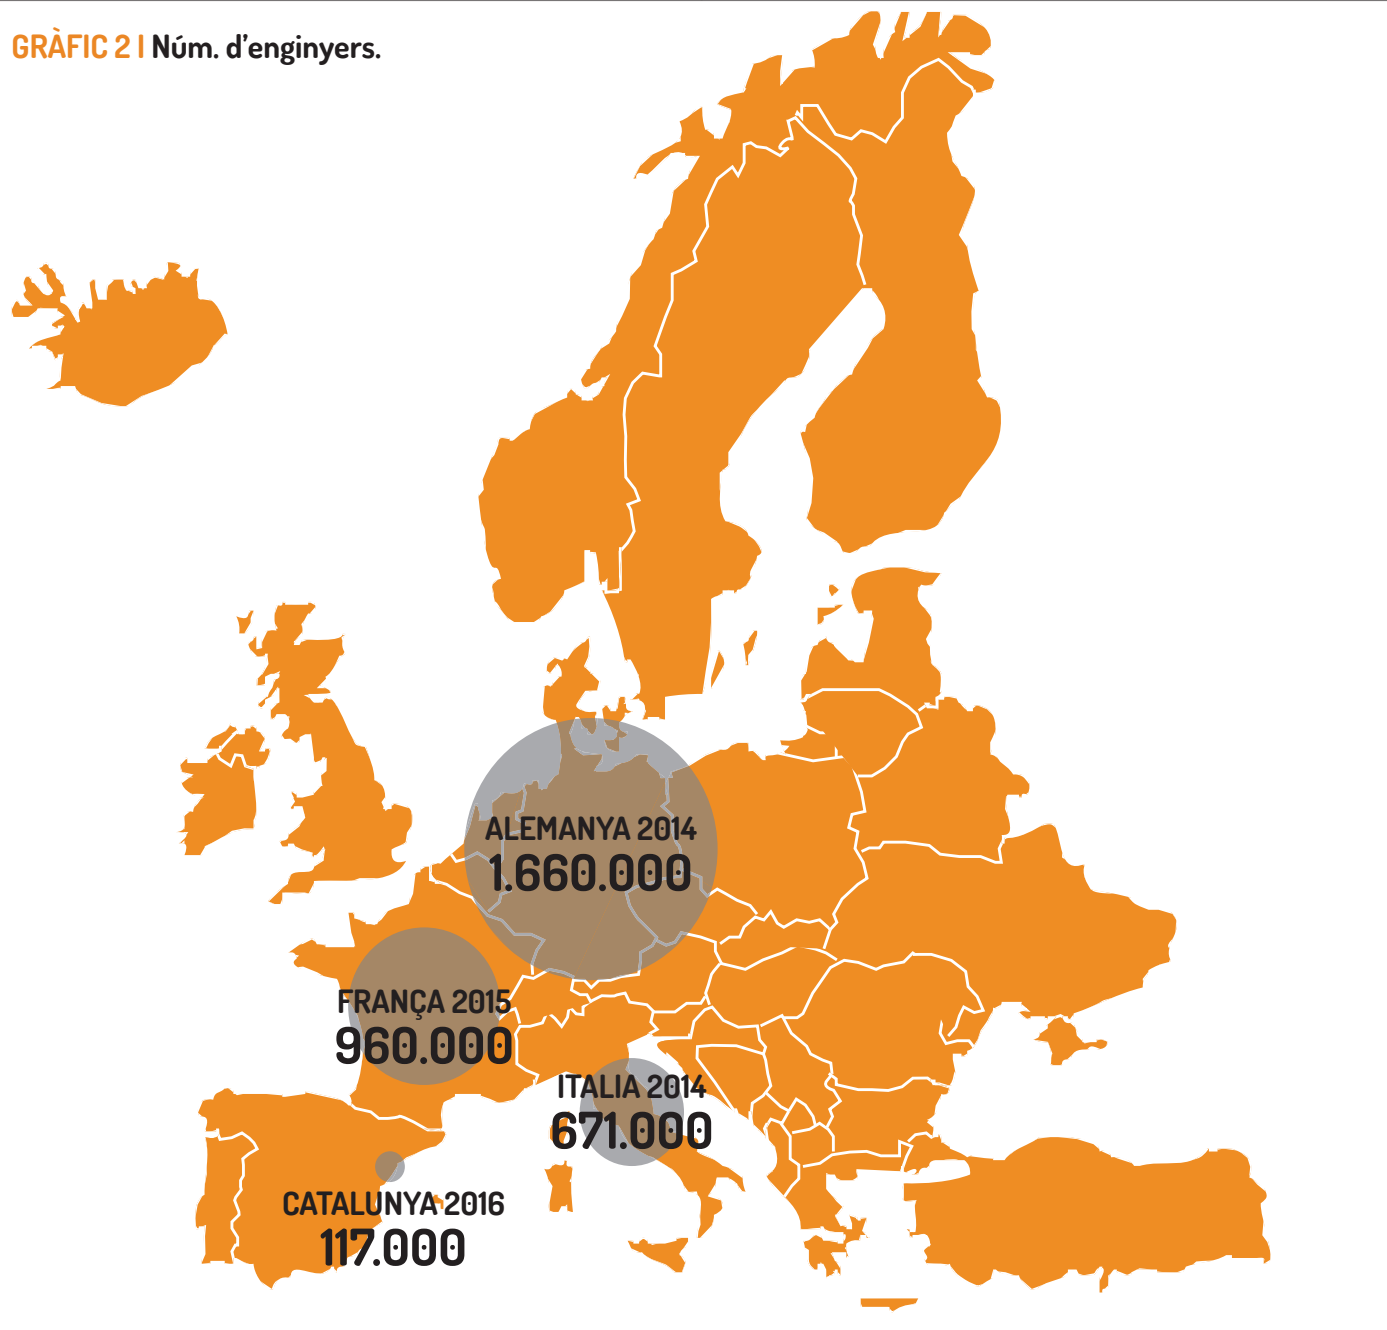 GRÀFIC 2 | Núm. d’enginyers.
ALEMANYA 2014
1.660.000
FRANÇA 2015
960.000
ITALIA 2014
671.000
CATALUNYA 2016
117.000